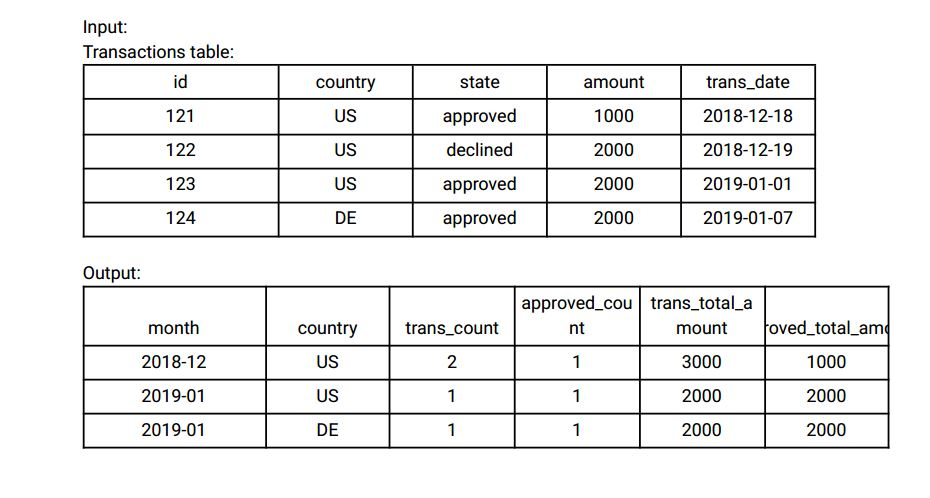 Input:
Transactions table:
id country state amount trans_date
121 US approved 1000 2018-12-18
122 US declined 2000 2018-12-19
123 US approved 2000 2019-01-01
124 DE approved 2000 2019-01-07
Output:
approved_cou trans_total_a
month country trans_count nt mount roved_total_amo
2018-12 US 2 1 3000 1000
2019-01 US 1 1 2000 2000
2019-01 DE 1 1 2000 2000